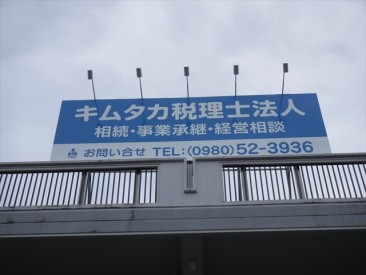 キムタカ税理士法人
相続・事業承継・経営相談
お問い合せ TEL:(0980)52-3936